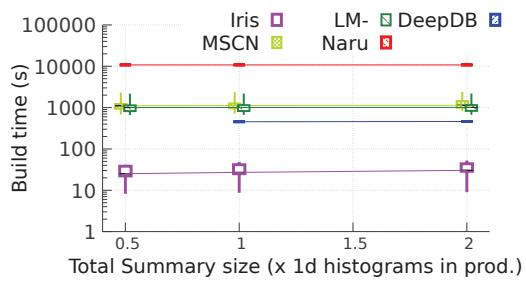 Iris LM- DeepDB
MSCN Naru
Build time (s)
100000
10000
1000
100
10
1
0.5 1 1.5 2
Total Summary size (x 1d histograms in prod.)